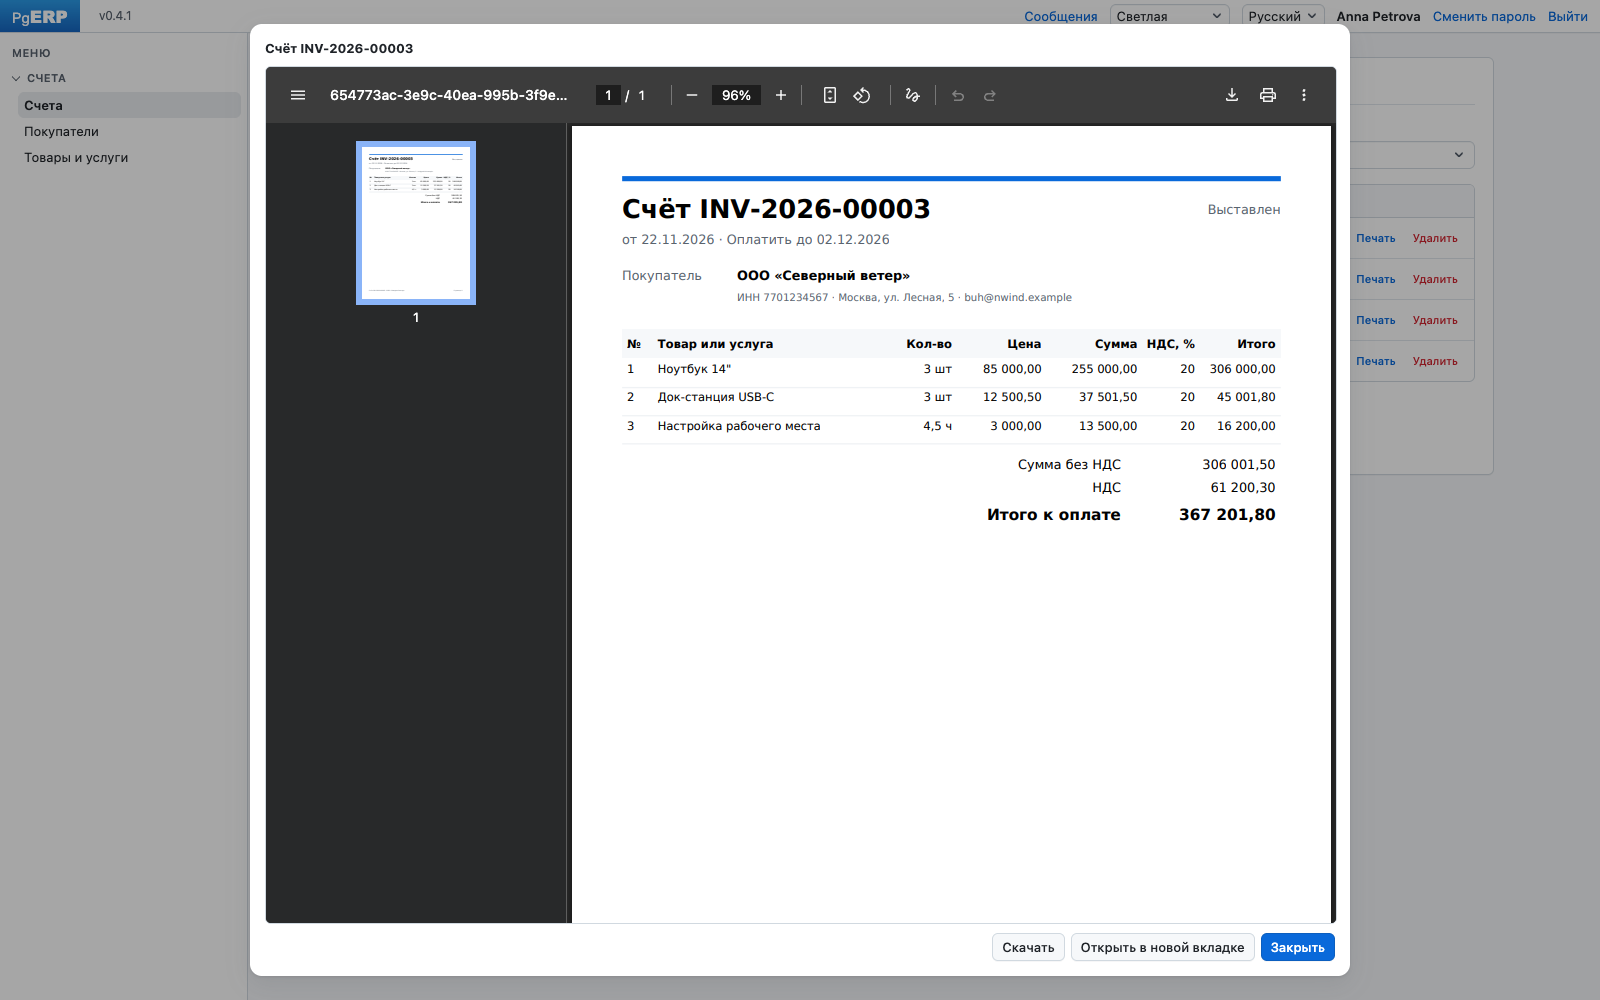 PgERP v0.4.1 Сообщения Светлая Русский Anna Petrova Сменить пароль Выйти
МЕНЮ
СЧЕТА
Счета
Покупатели
Товары и услуги
Счёт INV-2026-00003
654773ac-3e9c-40ea-995b-3f9e... 1 / 1 96%
1
Счёт INV-2026-00003 Выставлен
от 22.11.2026 · Оплатить до 02.12.2026
Покупатель ООО «Северный ветер»
ИНН 7701234567 · Москва, ул. Лесная, 5 · buh@nwind.example
№ Товар или услуга Кол-во Цена Сумма НДС, % Итого
1 Ноутбук 14" 3 шт 85 000,00 255 000,00 20 306 000,00
2 Док-станция USB-C 3 шт 12 500,50 37 501,50 20 45 001,80
3 Настройка рабочего места 4,5 ч 3 000,00 13 500,00 20 16 200,00
Сумма без НДС 306 001,50
НДС 61 200,30
Итого к оплате 367 201,80
Печать Удалить
Печать Удалить
Печать Удалить
Печать Удалить
Скачать Открыть в новой вкладке Закрыть